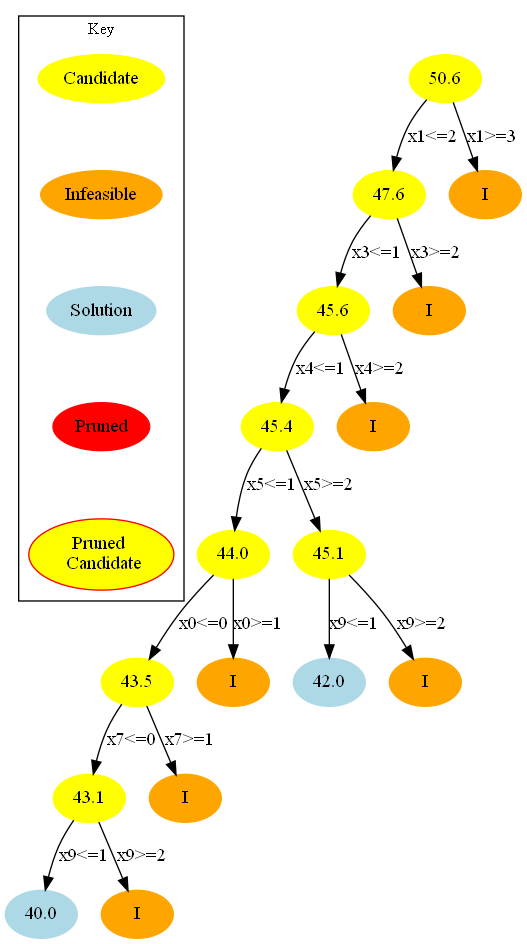 Key
Candidate
50.6
x1<=2
x1>=3
Infeasible
47.6
I
x3<=1
x3>=2
Solution
45.6
I
x4<=1
x4>=2
Pruned
45.4
I
x5<=1
x5>=2
Pruned
Candidate
44.0
45.1
x0<=0
x0>=1
x9<=1
x9>=2
43.5
I
42.0
I
x7<=0
x7>=1
43.1
I
x9<=1
x9>=2
40.0
I